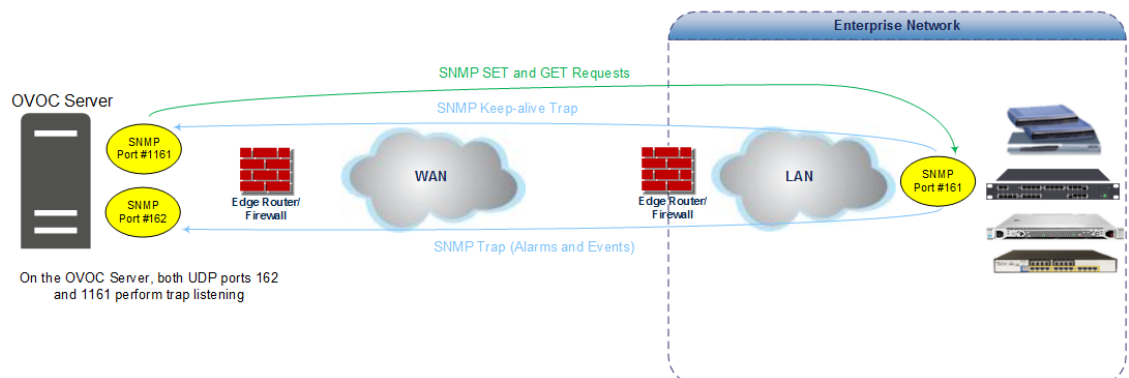 Enterprise Network
SNMP SET and GET Requests
OVOC Server
SNMP Keep-alive Trap
SNMP
Port #1161
WAN
LAN
SNMP
Port #161
SNMP
Port #162
Edge Router/
Firewall
Edge Router/
Firewall
SNMP Trap (Alarms and Events)
On the OVOC Server, both UDP ports 162
and 1161 perform trap listening